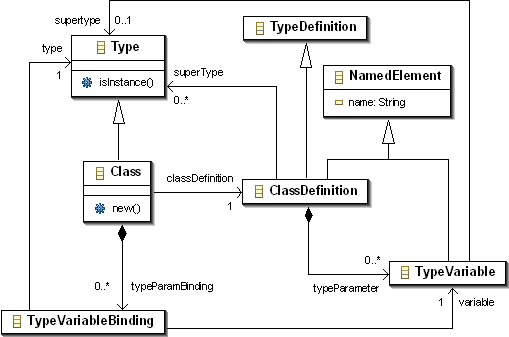 supertype 0..1
TypeDefinition
type
Type
1
isInstance()
superType
0..*
NamedElement
name: String
Class
new()
classDefinition
1
ClassDefinition
0..*
TypeVariable
0..* typeParamBinding
typeParameter
1 variable
TypeVariableBinding